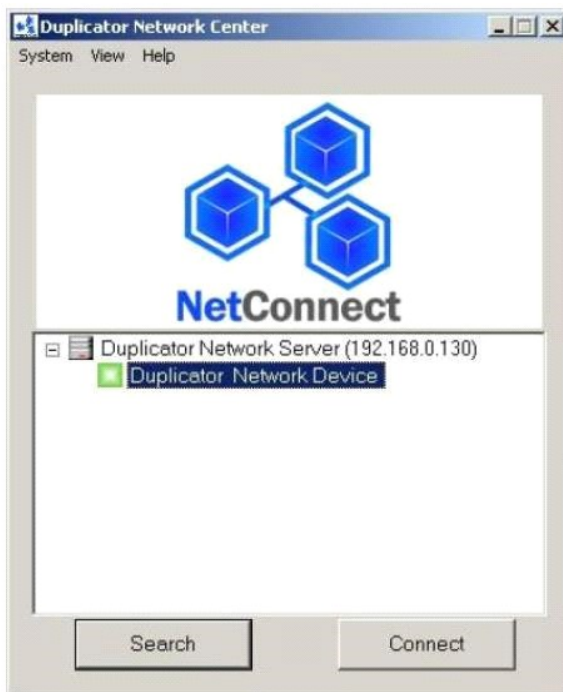 Duplicator Network Center
System View Help
NetConnect
Duplicator Network Server (192.168.0.130)
Duplicator Network Device
Search Connect